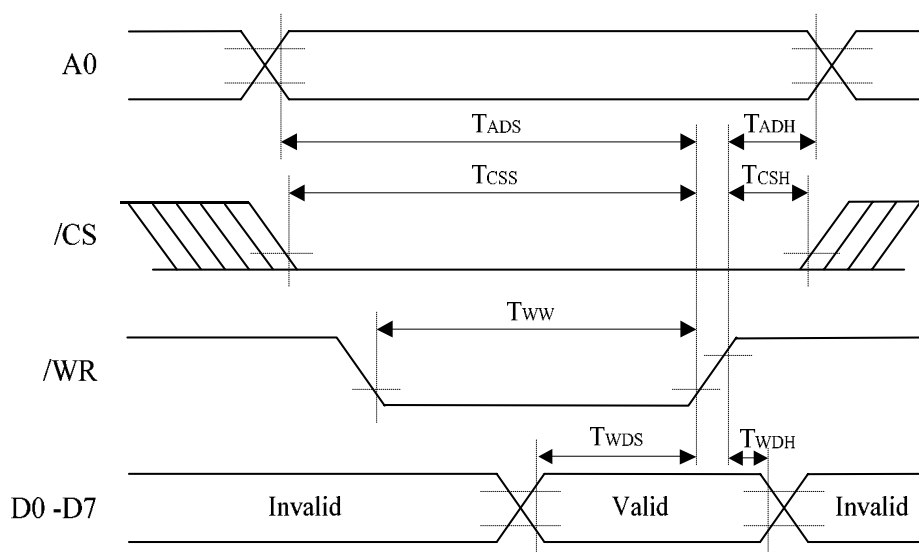 A0
TADS
TADH
TCSS
TCSH
/CS
TWW
/WR
TWDS
TWDH
D0 -D7
Invalid
Valid
Invalid